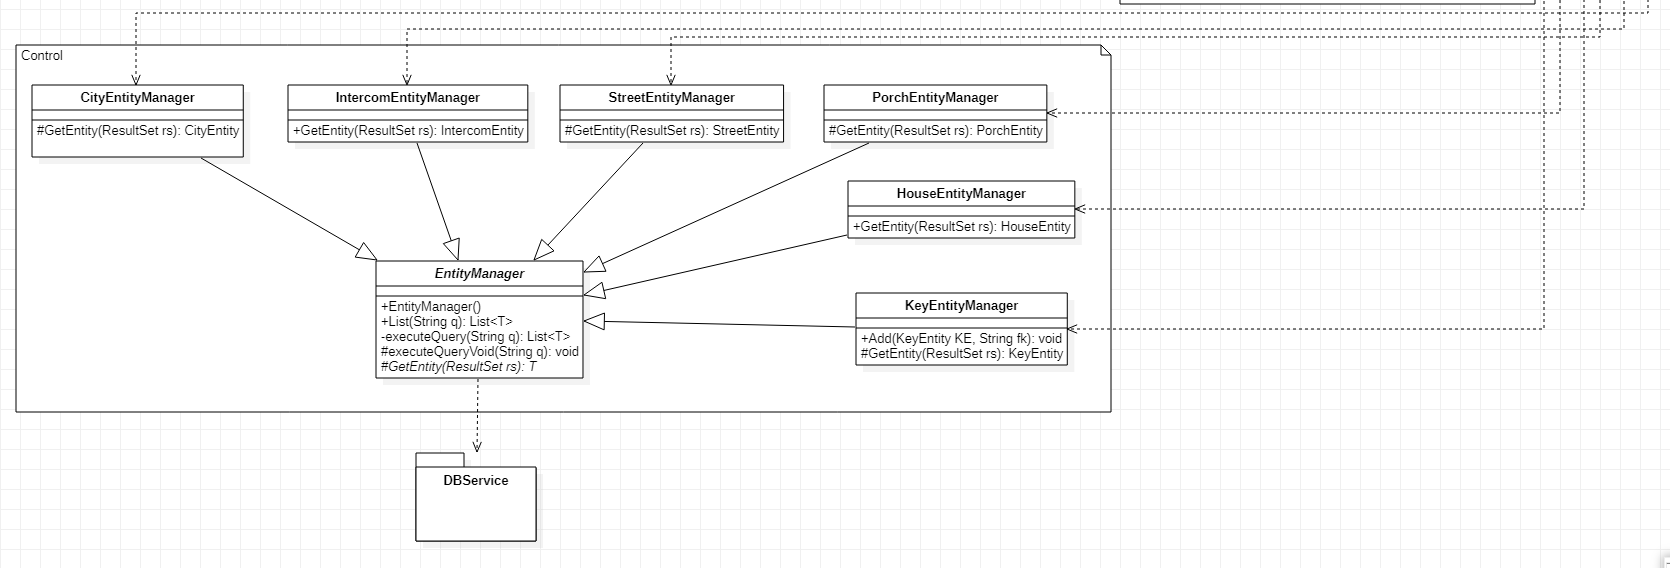 Control
CityEntityManager
#GetEntity(ResultSet rs): CityEntity
IntercomEntityManager
+GetEntity(ResultSet rs): IntercomEntity
StreetEntityManager
#GetEntity(ResultSet rs): StreetEntity
PorchEntityManager
#GetEntity(ResultSet rs): PorchEntity
HouseEntityManager
+GetEntity(ResultSet rs): HouseEntity
EntityManager
+EntityManager()
+List(String q): List<T>
-executeQuery(String q): List<T>
#executeQueryVoid(String q): void
#GetEntity(ResultSet rs): T
KeyEntityManager
+Add(KeyEntity KE, String fk): void
#GetEntity(ResultSet rs): KeyEntity
DBService